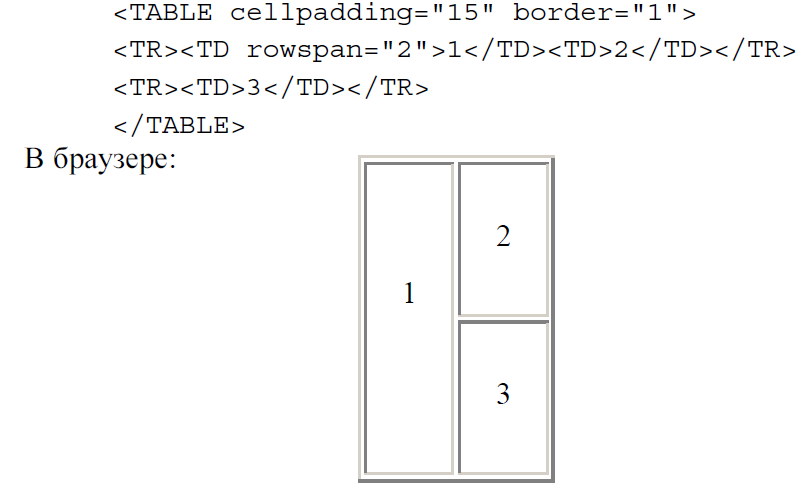 <TABLE cellpadding="15" border="1">
<TR><TD rowspan="2">1</TD><TD>2</TD></TR>
<TR><TD>3</TD></TR>
</TABLE>
В браузере:
2
1
3